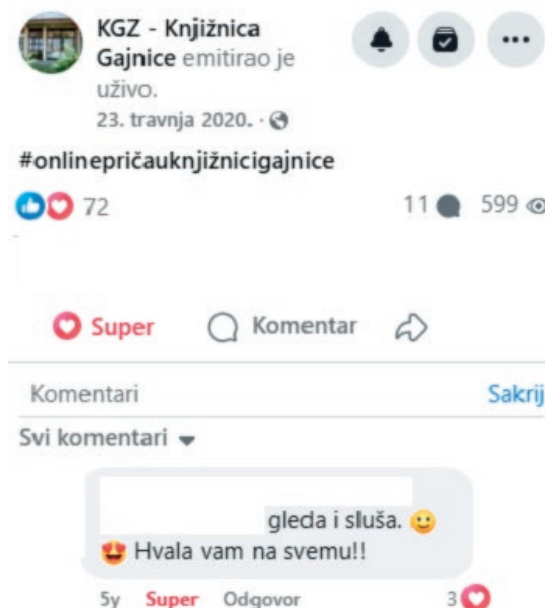 KGZ - Knjižnica
Gajnice emitirao je
uživo.
23. travnja 2020. ·
#onlinepričauknjižnicigajnice
72 11 599
Super Komentar
Komentari Sakrij
Svi komentari
gleda i sluša. 🙂
😍 Hvala vam na svemu!!
5y Super Odgovor 3